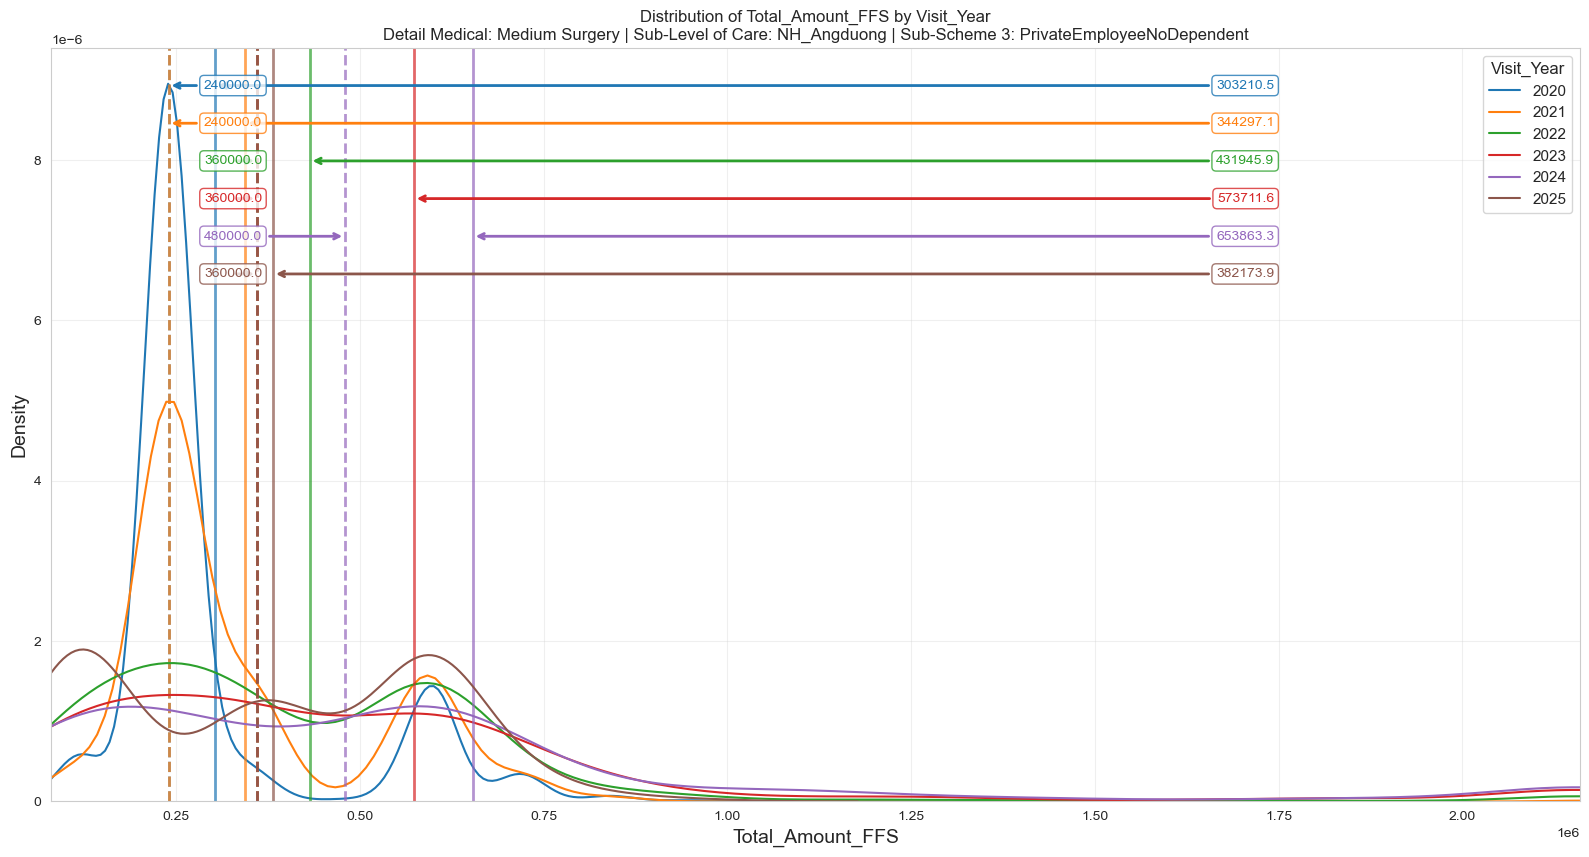 Distribution of Total_Amount_FFS by Visit_Year
Detail Medical: Medium Surgery | Sub-Level of Care: NH_Angduong | Sub-Scheme 3: PrivateEmployeeNoDependent
1e−6
Visit_Year
2020
2021
2022
2023
2024
2025
240000.0 303210.5
240000.0 344297.1
360000.0 431945.9
360000.0 573711.6
480000.0 653863.3
360000.0 382173.9
8
6
4
2
0
Density
0.25 0.50 0.75 1.00 1.25 1.50 1.75 2.00
1e6
Total_Amount_FFS